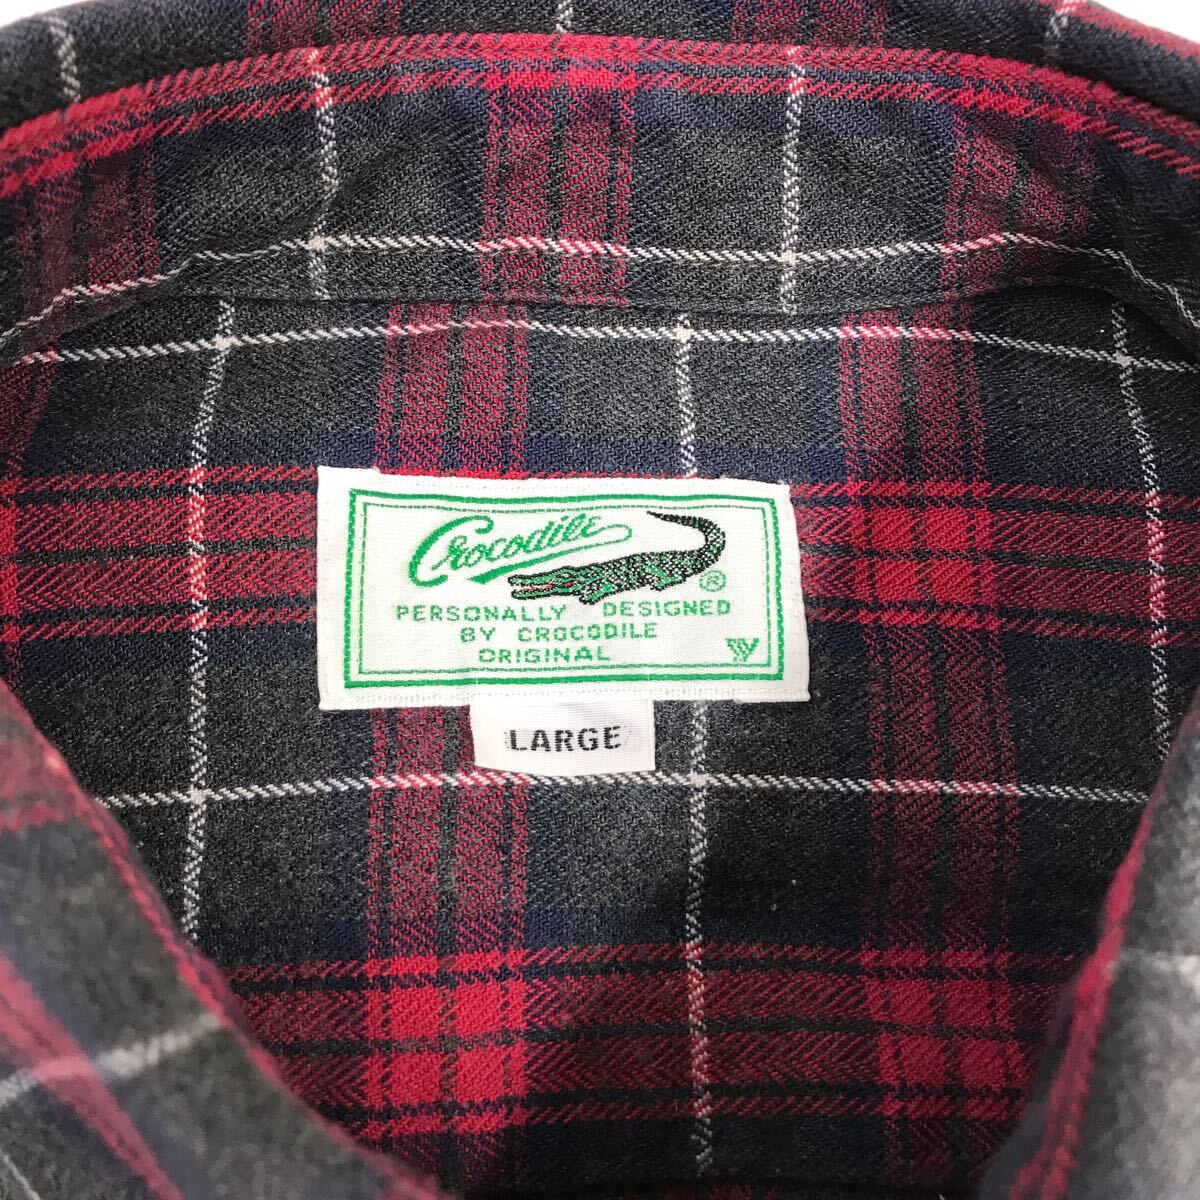 Crocodile
®
PERSONALLY DESIGNED
BY CROCODILE
ORIGINAL
LARGE